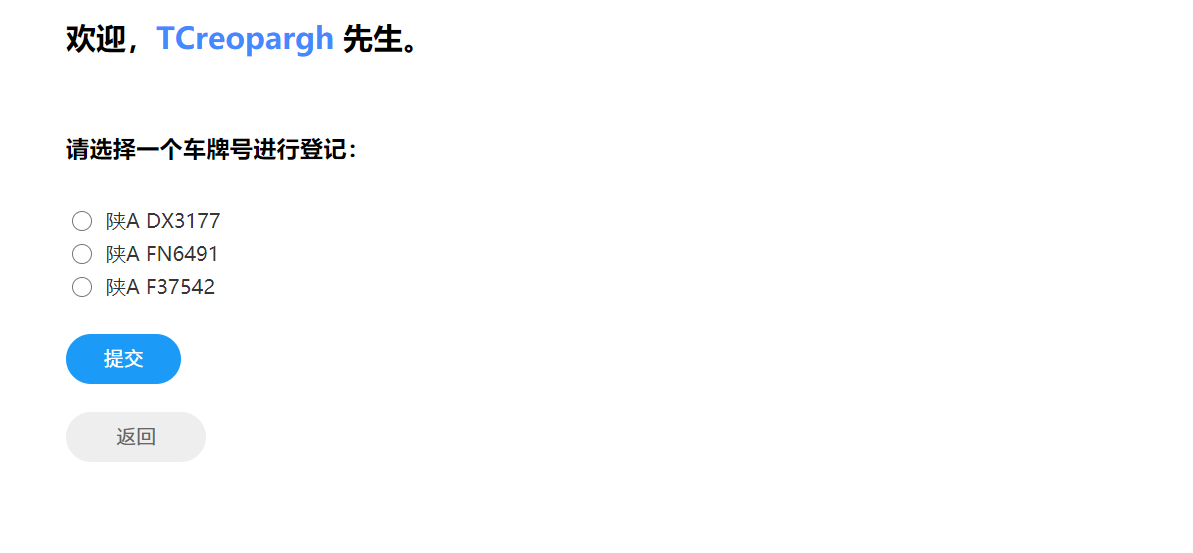 欢迎，TCreopargh 先生。
请选择一个车牌号进行登记：
陕A DX3177
陕A FN6491
陕A F37542
提交
返回